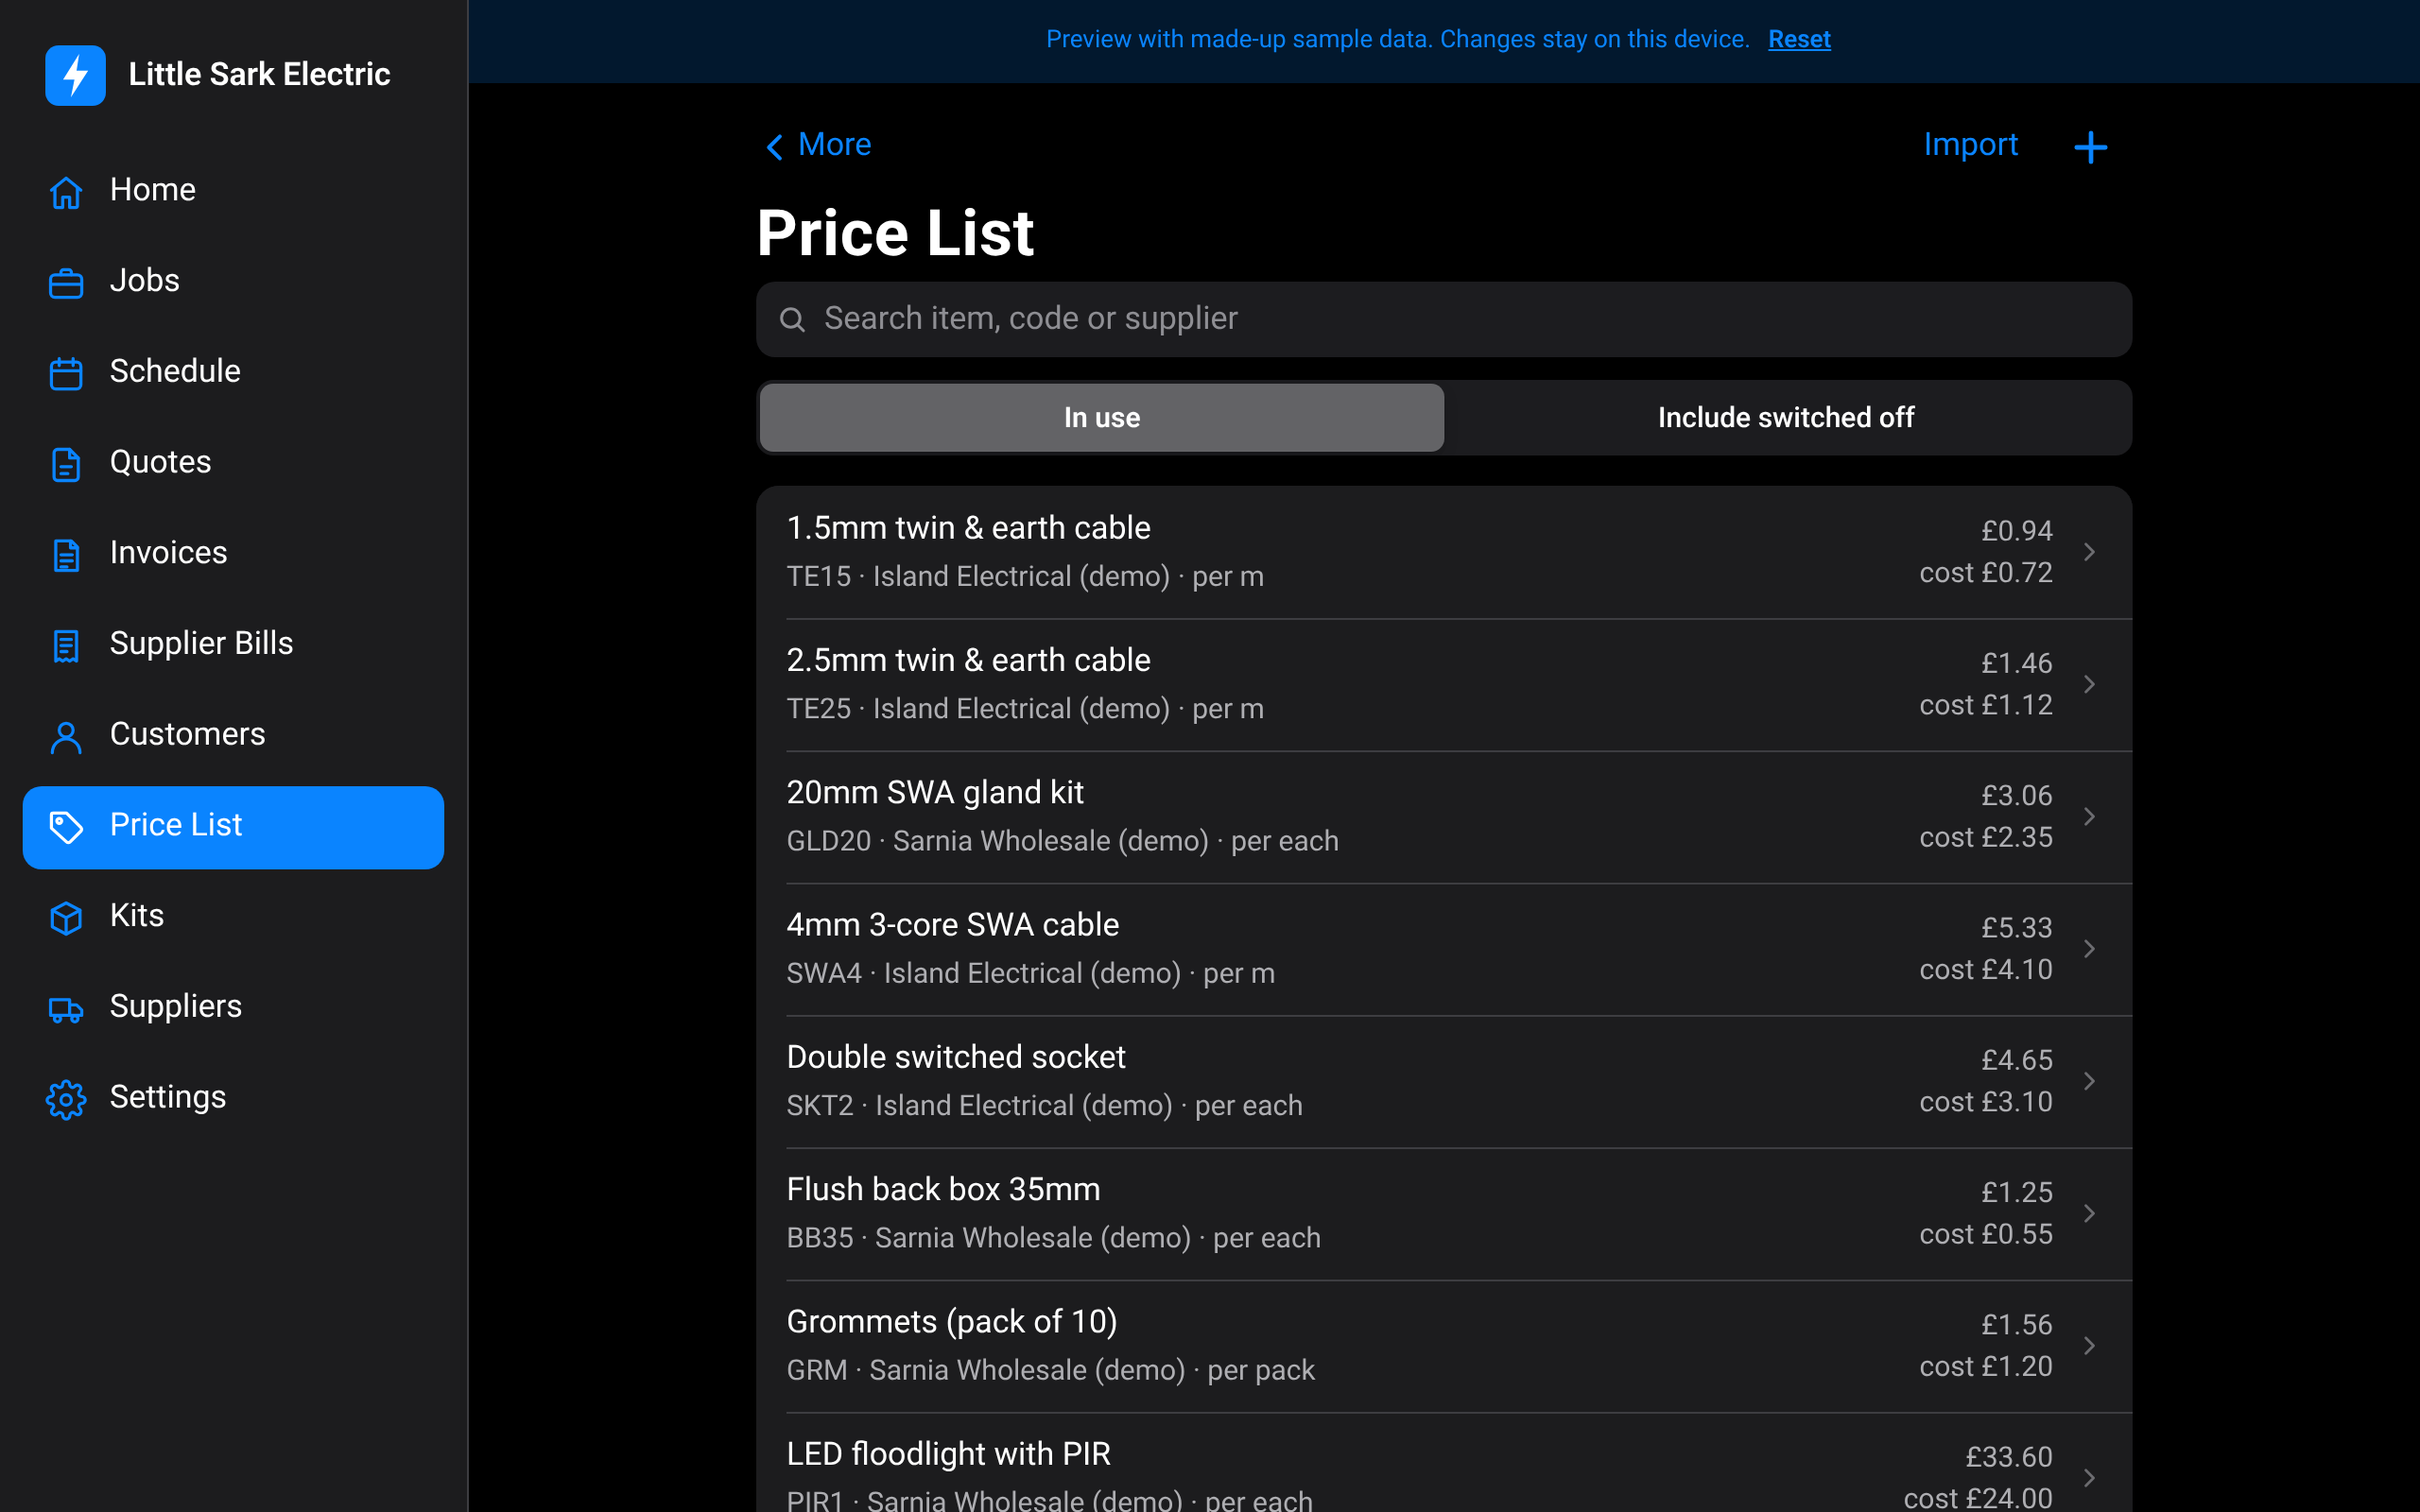 Little Sark Electric
Home
Jobs
Schedule
Quotes
Invoices
Supplier Bills
Customers
Price List
Kits
Suppliers
Settings
Preview with made-up sample data. Changes stay on this device. Reset
More
Import
Price List
Search item, code or supplier
In use
Include switched off
1.5mm twin & earth cable
£0.94
TE15 · Island Electrical (demo) · per m
cost £0.72
2.5mm twin & earth cable
£1.46
TE25 · Island Electrical (demo) · per m
cost £1.12
20mm SWA gland kit
£3.06
GLD20 · Sarnia Wholesale (demo) · per each
cost £2.35
4mm 3-core SWA cable
£5.33
SWA4 · Island Electrical (demo) · per m
cost £4.10
Double switched socket
£4.65
SKT2 · Island Electrical (demo) · per each
cost £3.10
Flush back box 35mm
£1.25
BB35 · Sarnia Wholesale (demo) · per each
cost £0.55
Grommets (pack of 10)
£1.56
GRM · Sarnia Wholesale (demo) · per pack
cost £1.20
LED floodlight with PIR
£33.60
PIR1 · Sarnia Wholesale (demo) · per each
cost £24.00